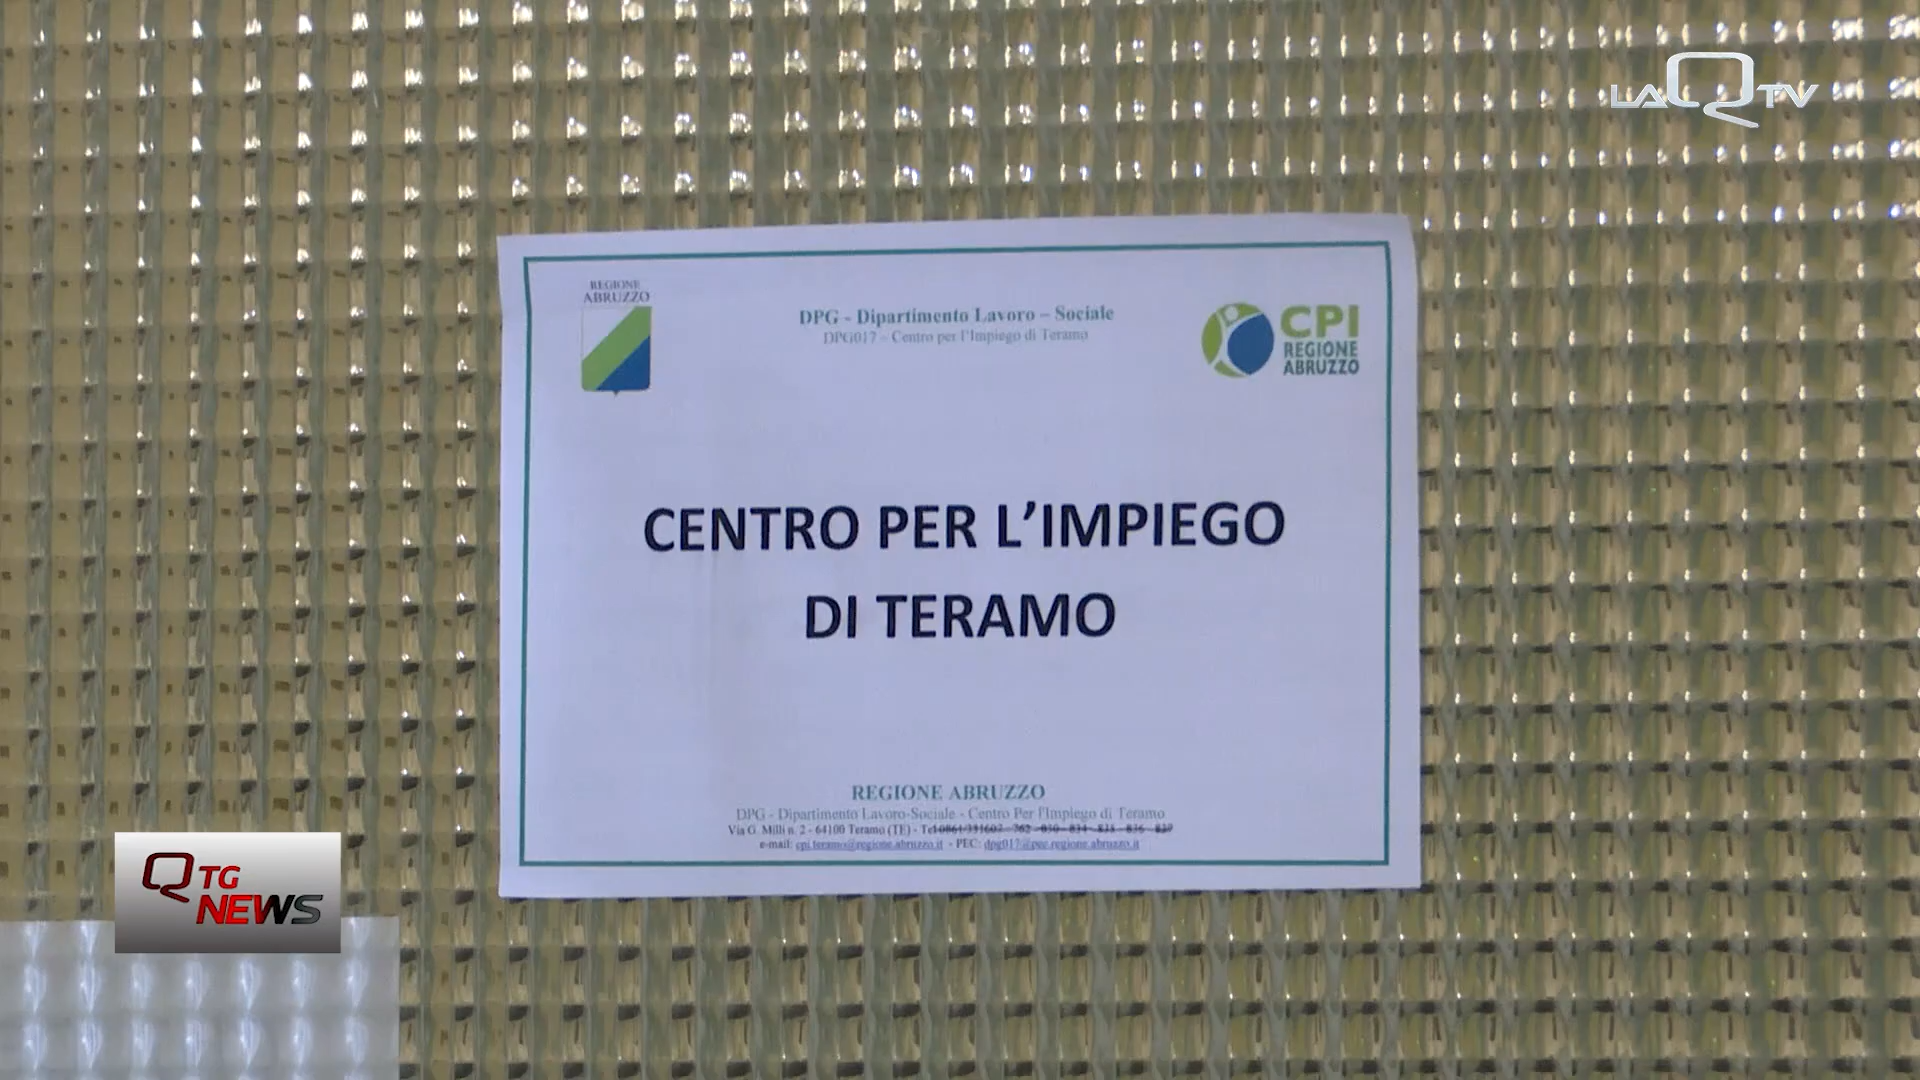 LAQTV
REGIONE
ABRUZZO
DPG - Dipartimento Lavoro – Sociale
DPG017 – Centro per l'Impiego di Teramo
CPI
REGIONE
ABRUZZO
CENTRO PER L'IMPIEGO
DI TERAMO
REGIONE ABRUZZO
DPG - Dipartimento Lavoro-Sociale - Centro Per l'Impiego di Teramo
Via G. Milli n. 2 - 64100 Teramo (TE) -
e-mail: cpi.teramo@regione.abruzzo.it - PEC: dpg017@pec.regione.abruzzo.it
Q TG
NEWS